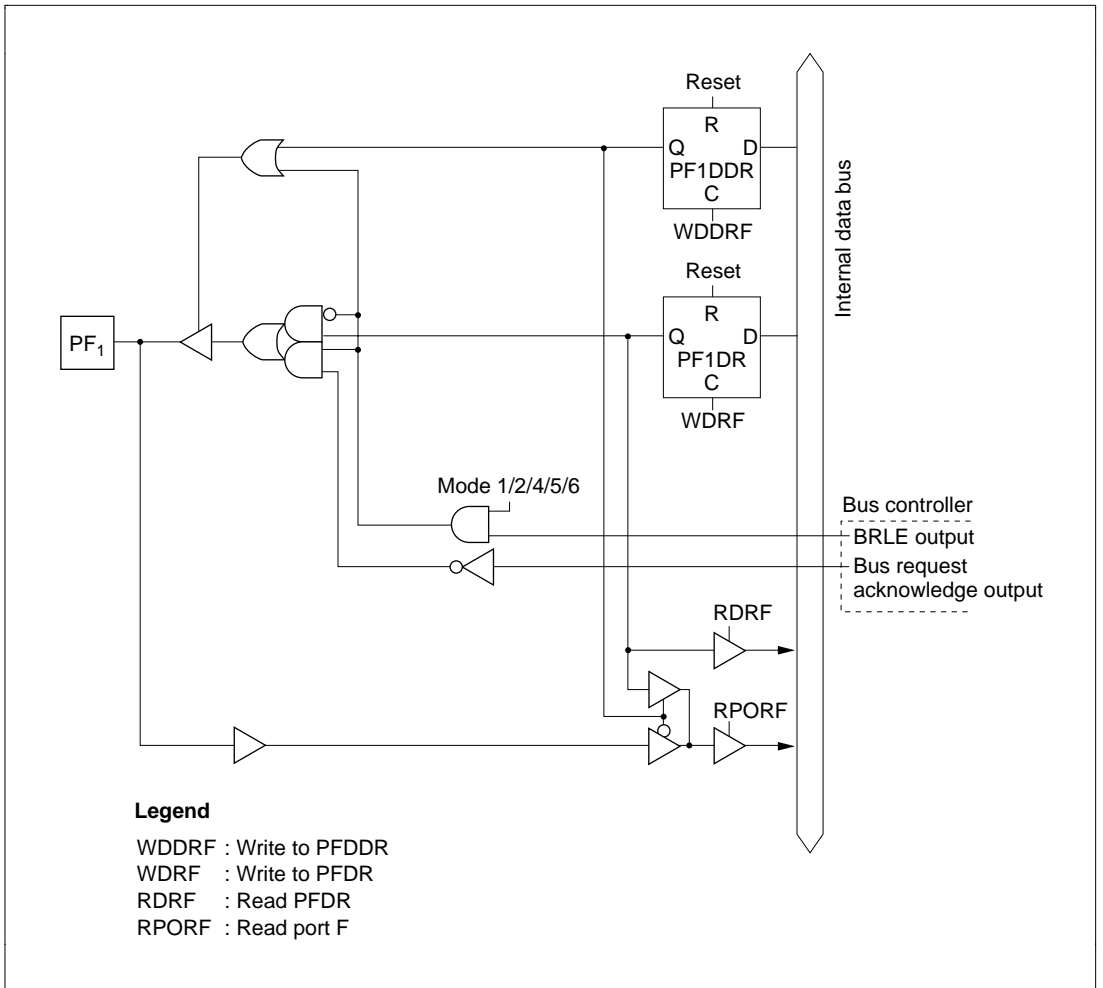 Reset
R
Q D
PF1DDR
C
WDDRF
Internal data bus
Reset
R
Q D
PF1DR
C
WDRF
PF1
Mode 1/2/4/5/6
Bus controller
BRLE output
Bus request
acknowledge output
RDRF
RPORF
Legend
WDDRF : Write to PFDDR
WDRF : Write to PFDR
RDRF : Read PFDR
RPORF : Read port F